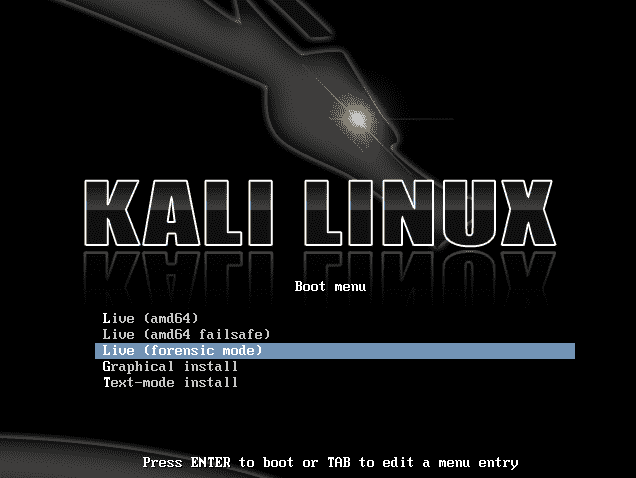 KALI LINUX
Boot menu
Live (amd64)
Live (amd64 failsafe)
Live (forensic mode)
Graphical install
Text-mode install
Press ENTER to boot or TAB to edit a menu entry